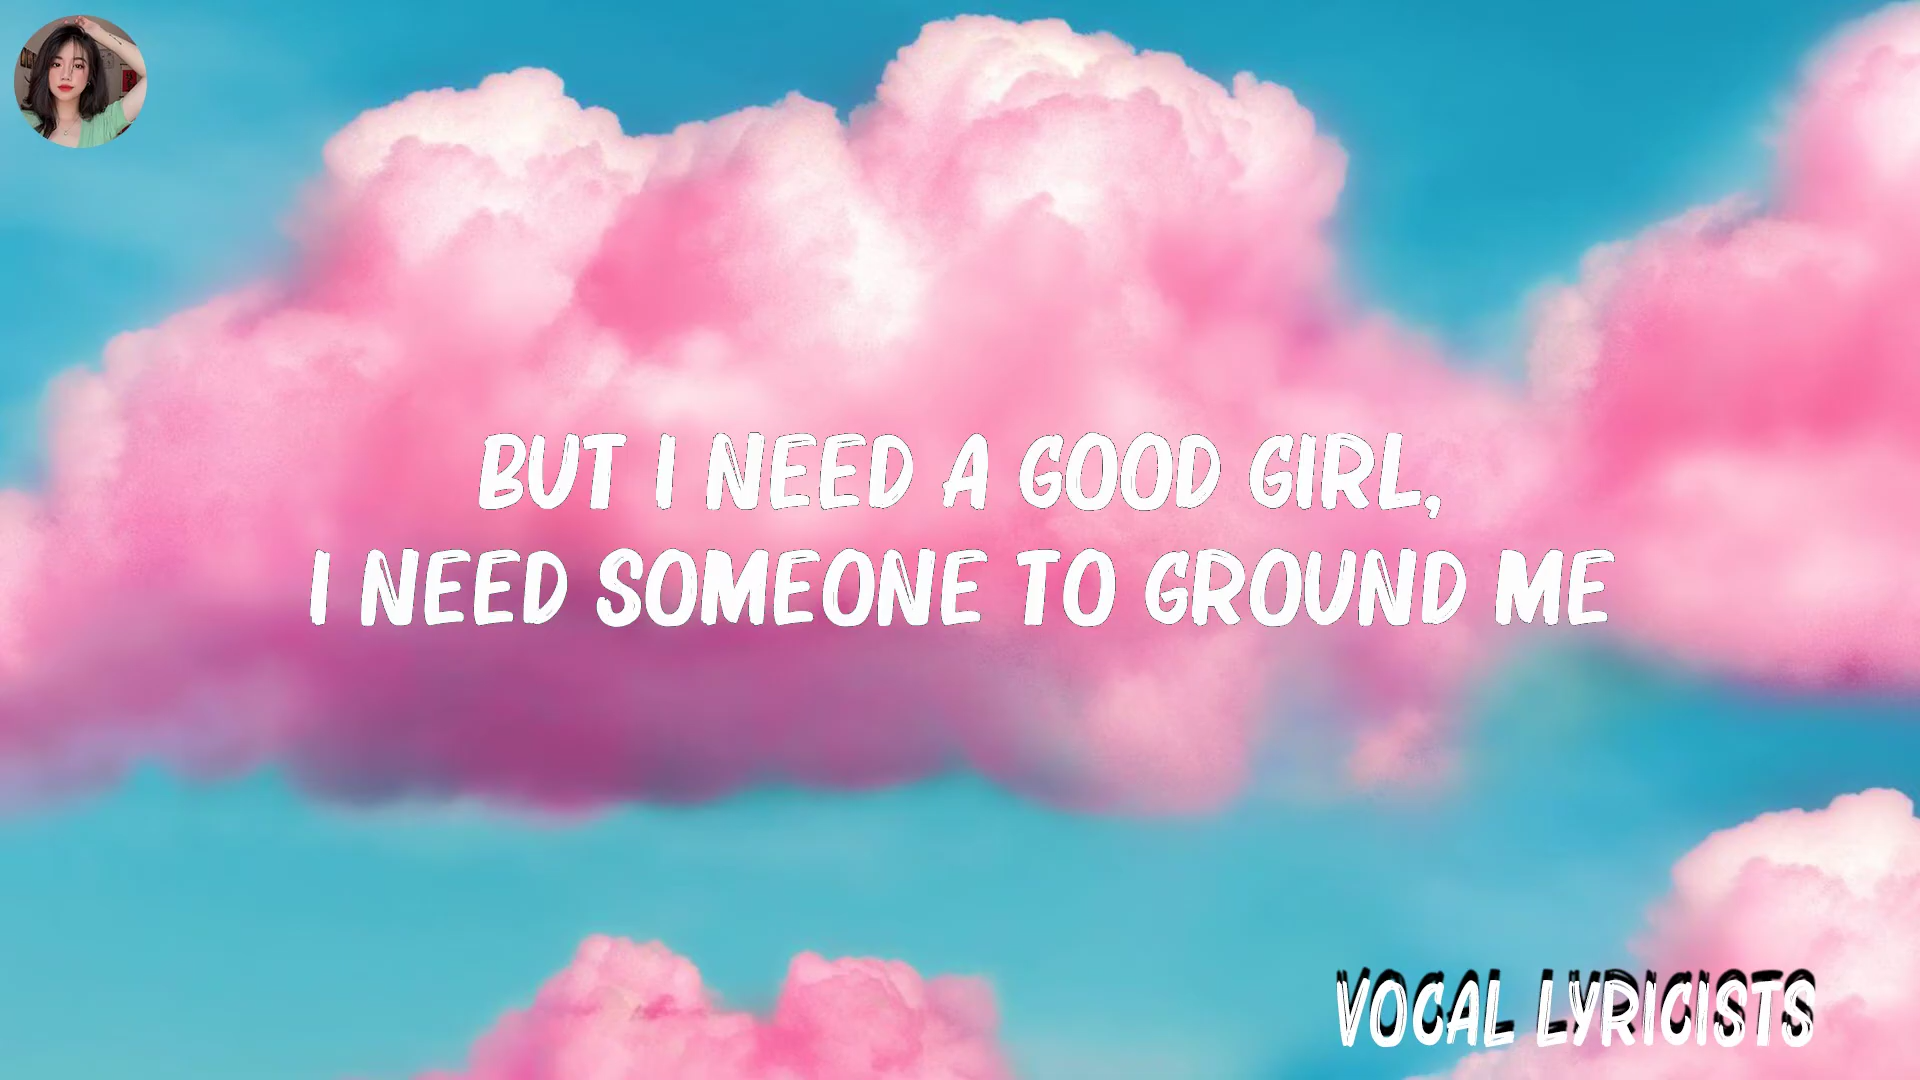 BUT I NEED A GOOD GIRL,
I NEED SOMEONE TO GROUND ME
VOCAL LYRICISTS